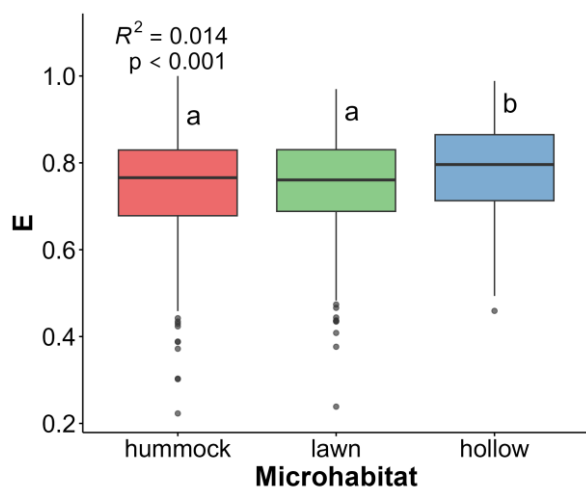 R² = 0.014
p < 0.001
1.0
0.8
0.6
0.4
0.2
E
a
a
b
hummock
lawn
hollow
Microhabitat